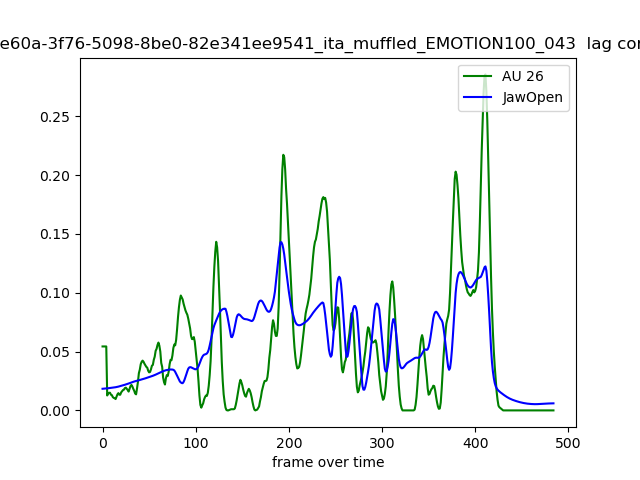 e60a-3f76-5098-8be0-82e341ee9541_ita_muffled_EMOTION100_043 lag cor
AU 26
JawOpen
0.25
0.20
0.15
0.10
0.05
0.00
0 100 200 300 400 500
frame over time